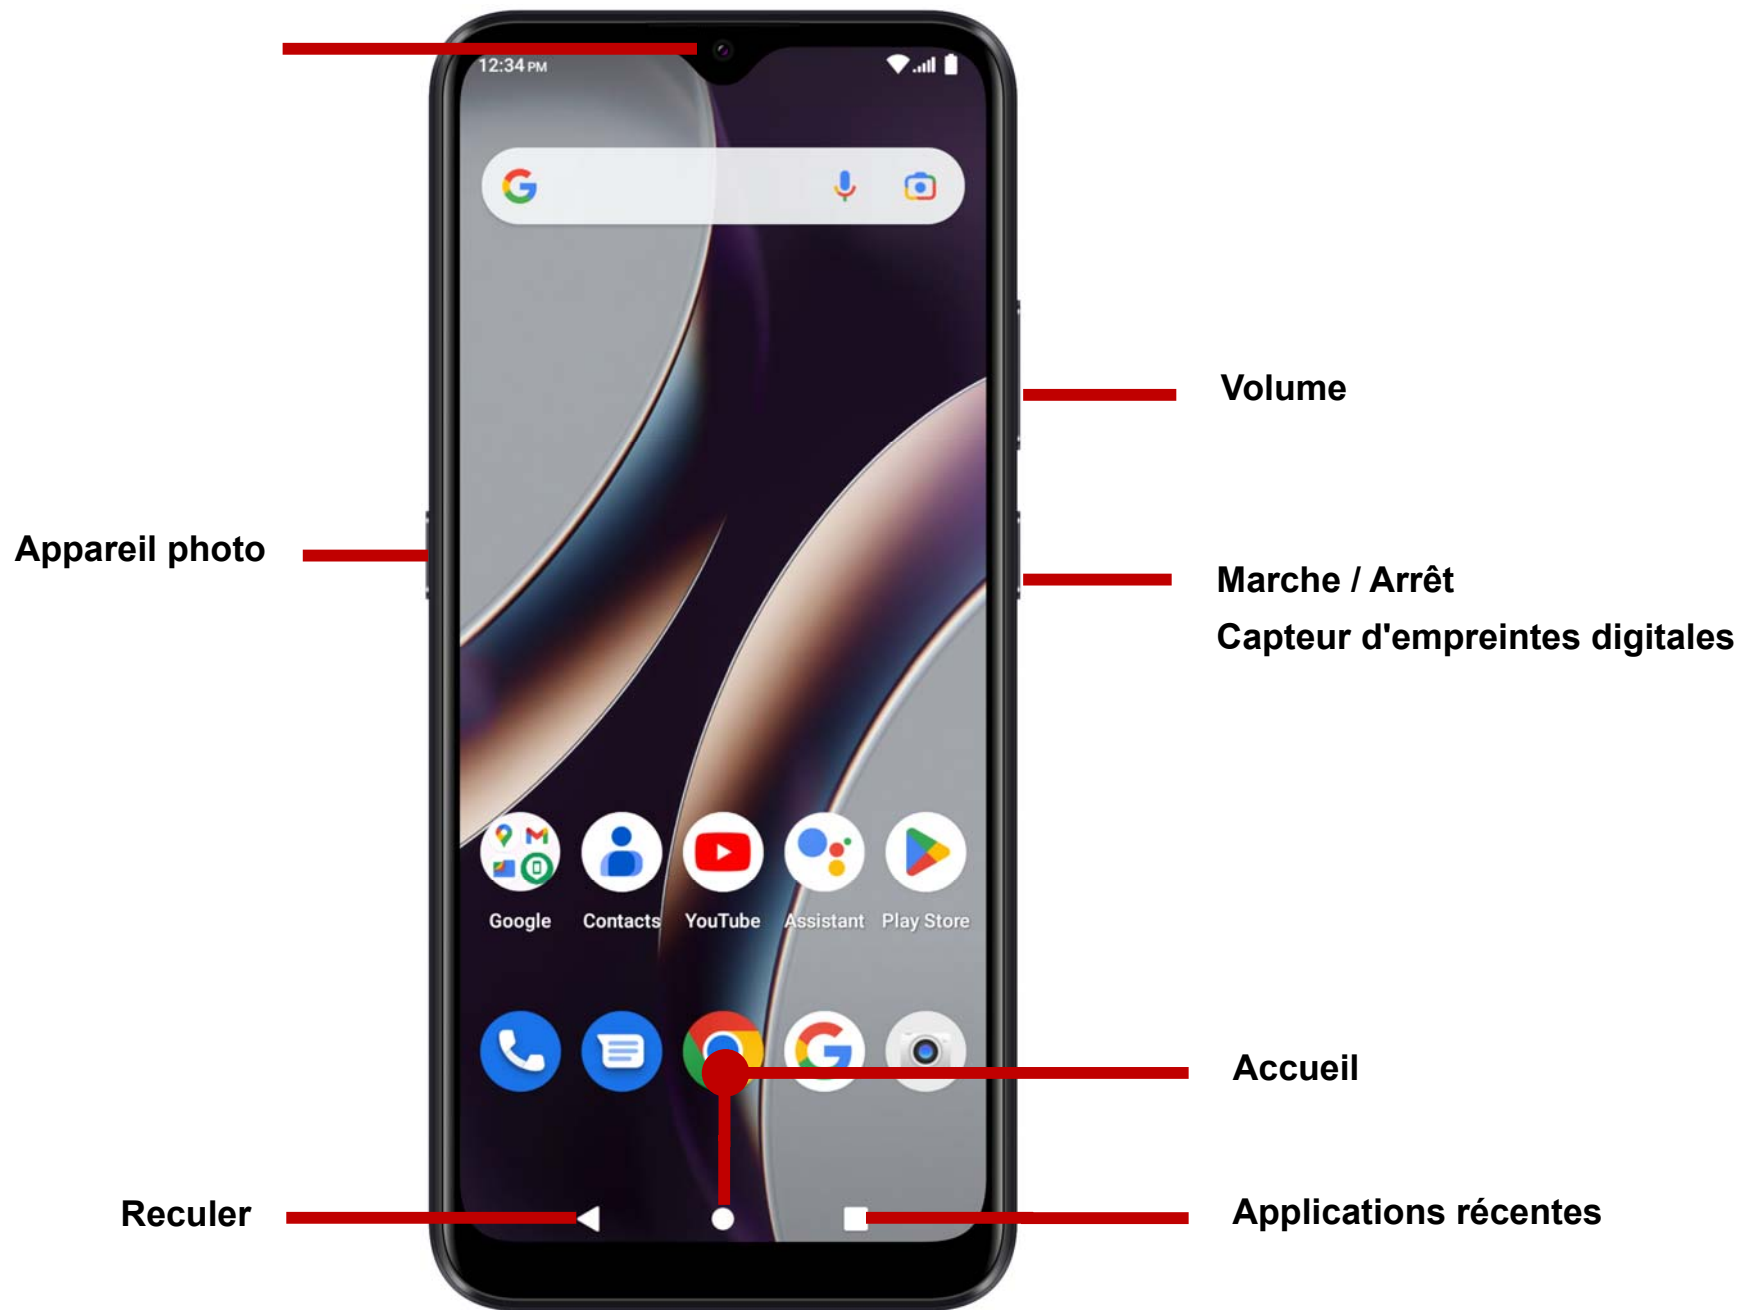 12:34 PM
Volume
Appareil photo
Marche / Arrêt
Capteur d'empreintes digitales
Google Contacts YouTube Assistant Play Store
Accueil
Reculer
Applications récentes